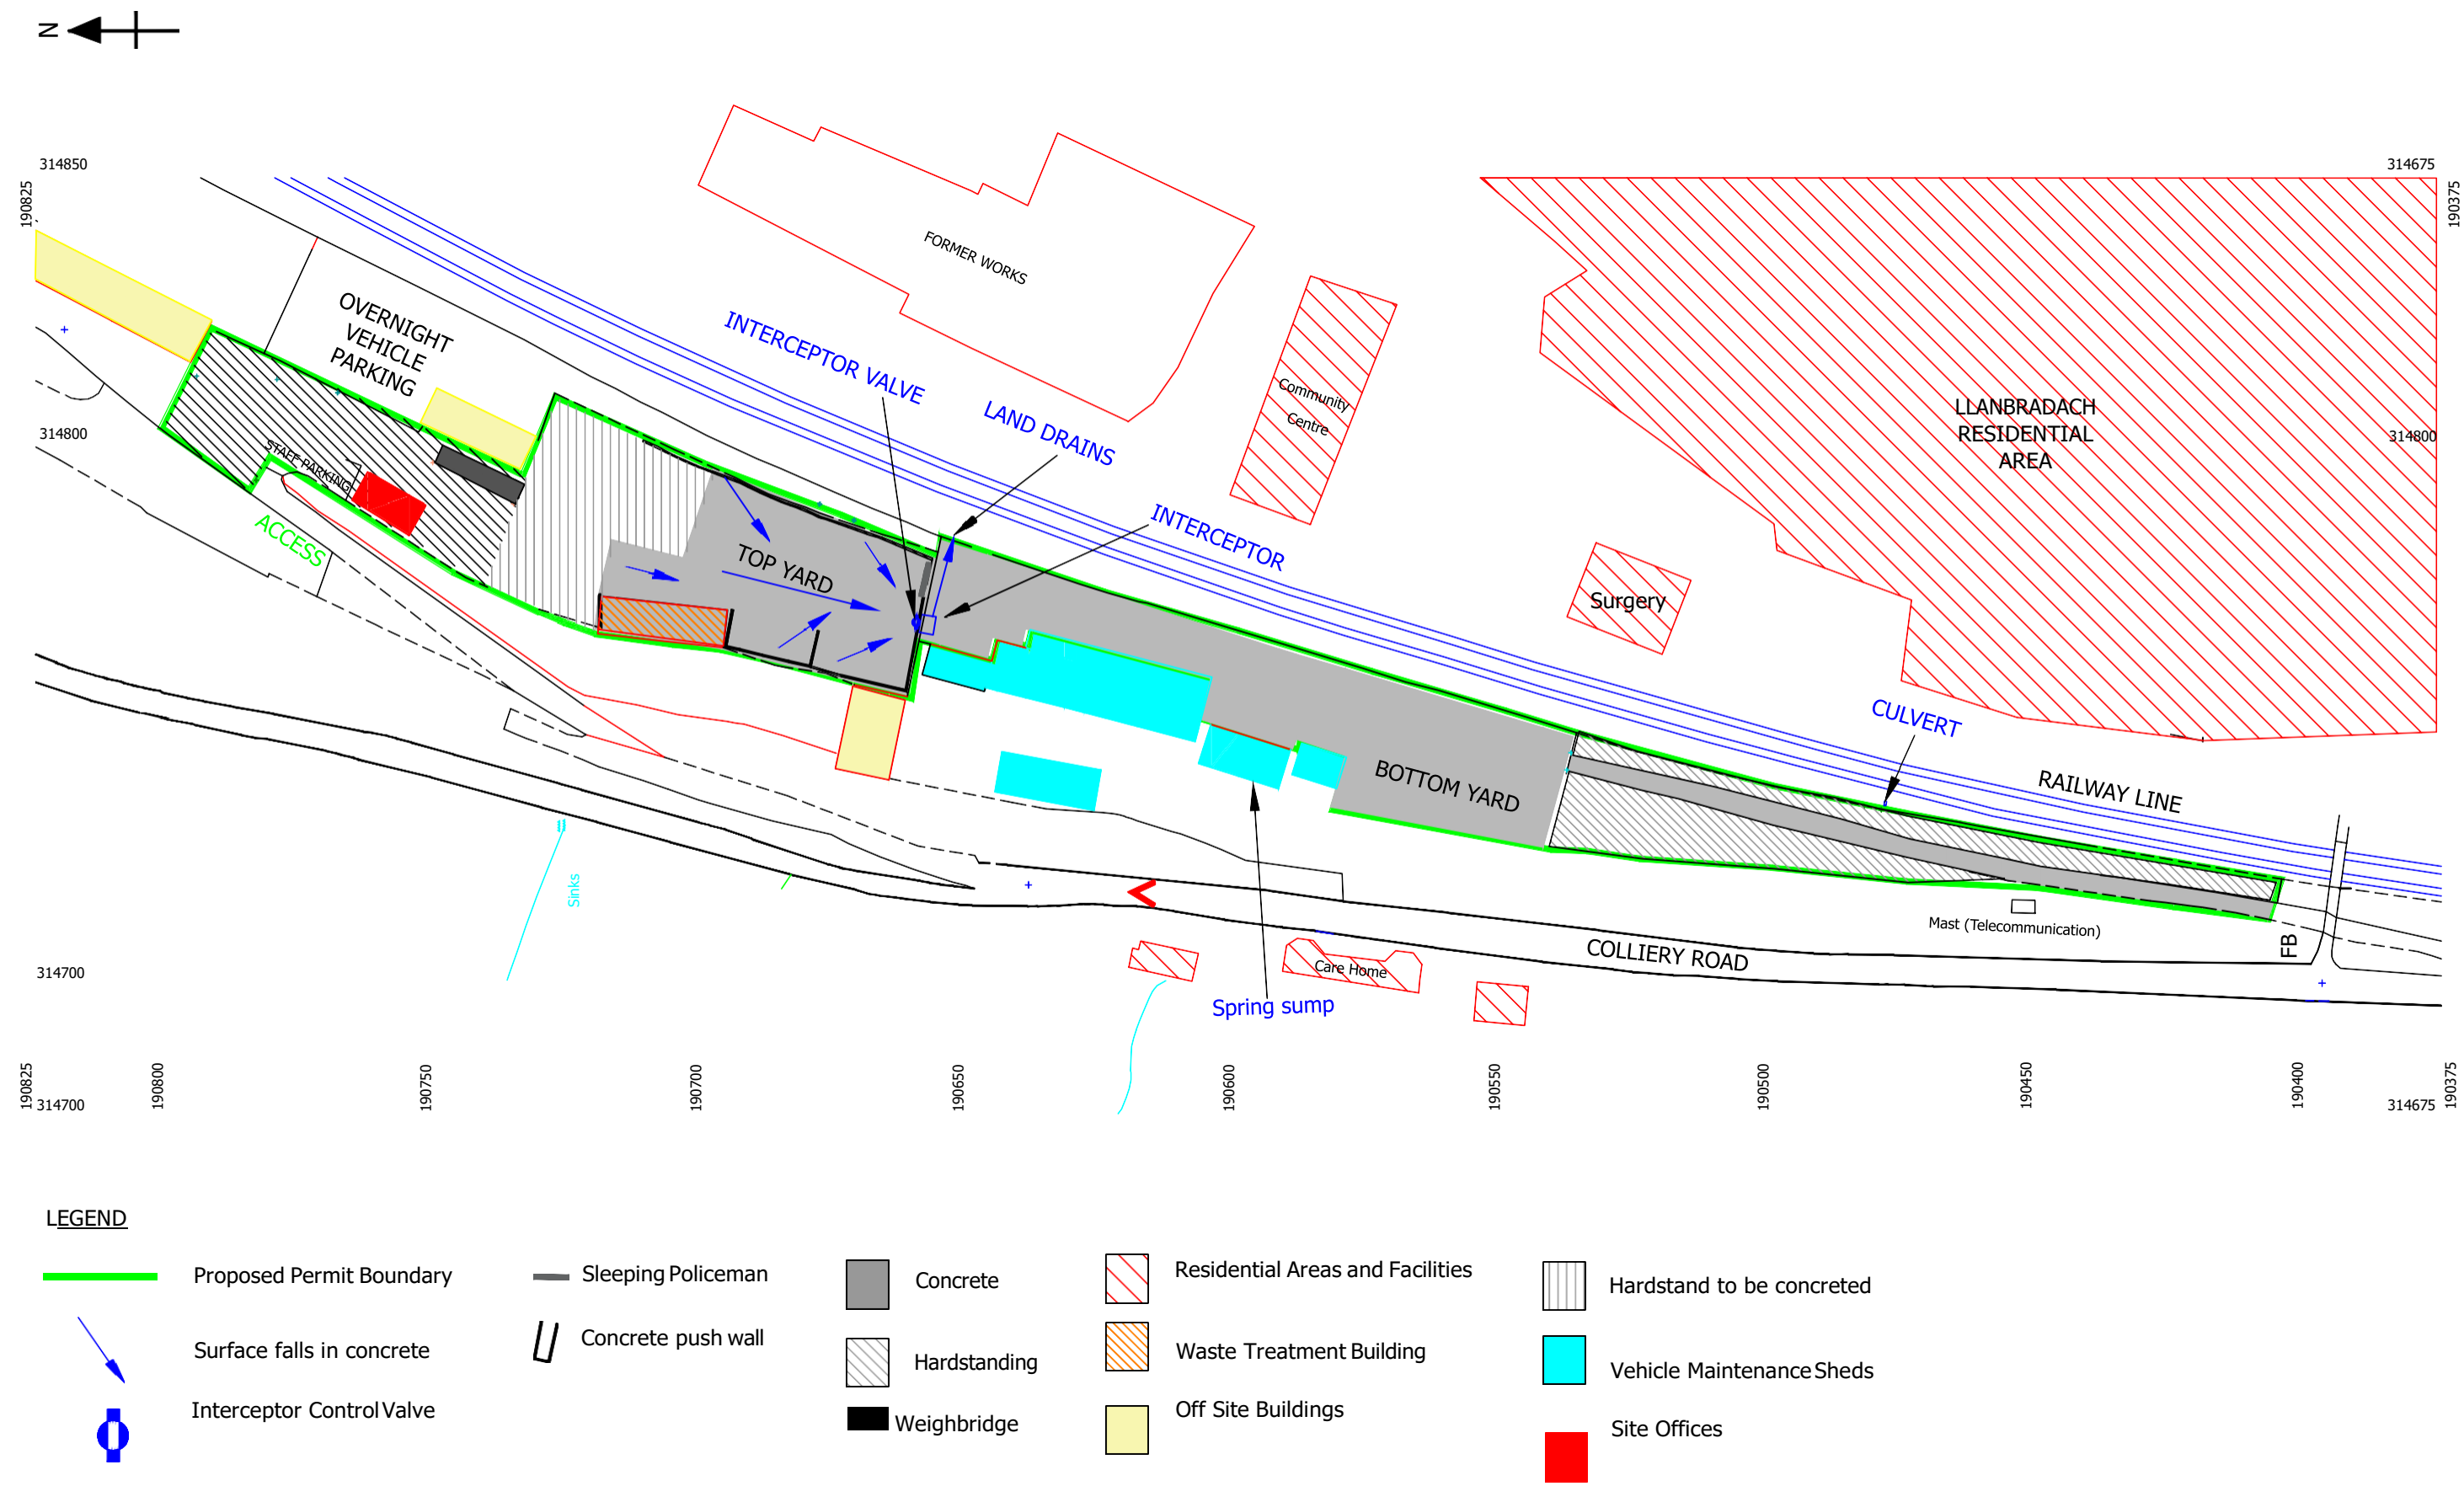 N
314850
314675
190825
190375
OVERNIGHT
VEHICLE
PARKING
FORMER WORKS
INTERCEPTOR VALVE
LAND DRAINS
INTERCEPTOR
Community
Centre
LLANBRADACH
RESIDENTIAL
AREA
314800
314800
STAFF PARKING
ACCESS
TOP YARD
Surgery
CULVERT
RAILWAY LINE
BOTTOM YARD
Sinks
Mast (Telecommunication)
FB
COLLIERY ROAD
Care Home
Spring sump
314700
190825
190800
190750
190700
190650
190600
190550
190500
190450
190400
190375
314700
314675
LEGEND
Proposed Permit Boundary
Surface falls in concrete
Interceptor Control Valve
Sleeping Policeman
Concrete push wall
Concrete
Hardstanding
Weighbridge
Residential Areas and Facilities
Waste Treatment Building
Off Site Buildings
Hardstand to be concreted
Vehicle Maintenance Sheds
Site Offices